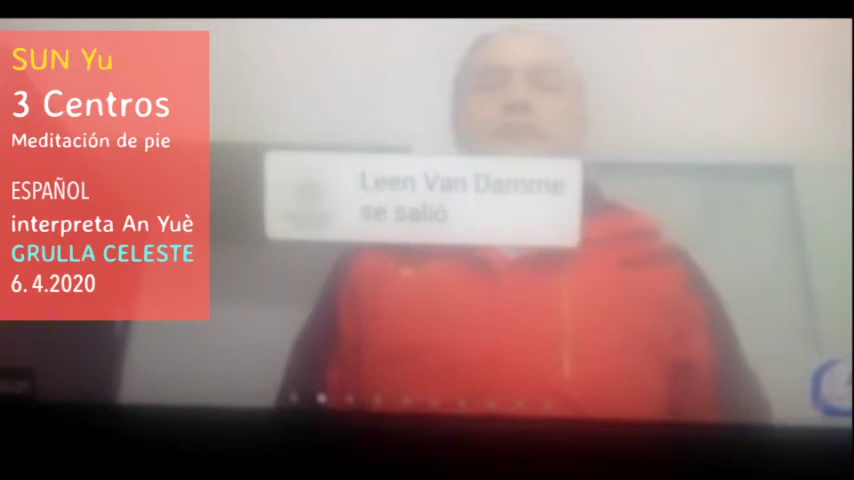 SUN Yu
3 Centros
Meditación de pie
ESPAÑOL
interpreta An Yuè
GRULLA CELESTE
6.4.2020
Leen Van Damme
se salió